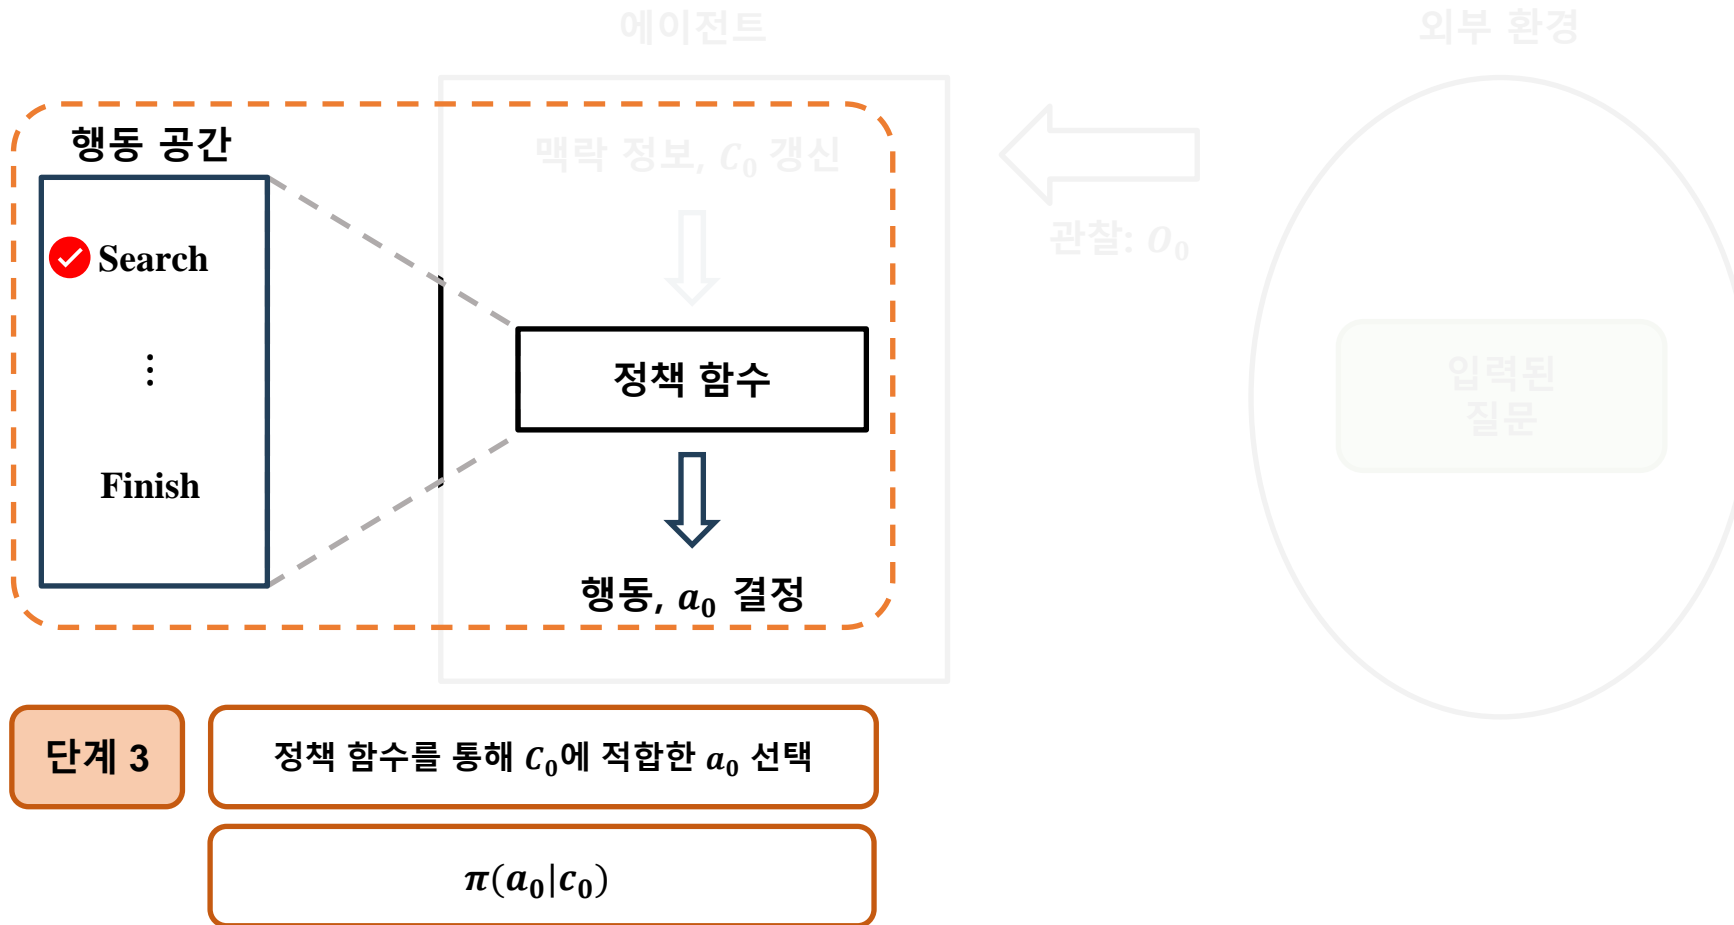 에이전트
외부 환경
행동 공간
맥락 정보, C₀ 갱신
관찰: O₀
Search
⋮
정책 함수
입력된
질문
Finish
행동, a₀ 결정
단계 3
정책 함수를 통해 C₀에 적합한 a₀ 선택
π(a₀|c₀)